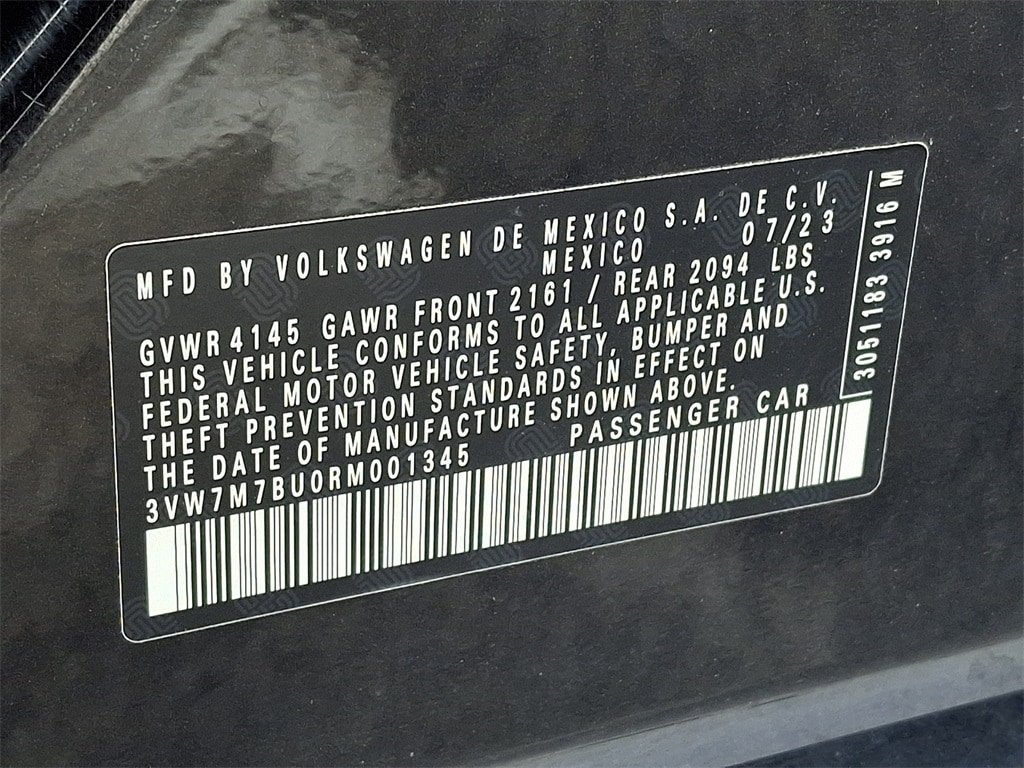 MFD BY VOLKSWAGEN DE MEXICO S.A. DE C.V.
MEXICO 07/23
GVWR 4145 GAWR FRONT 2161 / REAR 2094 LBS
THIS VEHICLE CONFORMS TO ALL APPLICABLE U.S.
FEDERAL MOTOR VEHICLE SAFETY, BUMPER AND
THEFT PREVENTION STANDARDS IN EFFECT ON
THE DATE OF MANUFACTURE SHOWN ABOVE.
3VW7M7BU0RM001345 PASSENGER CAR
3051183 3916 M